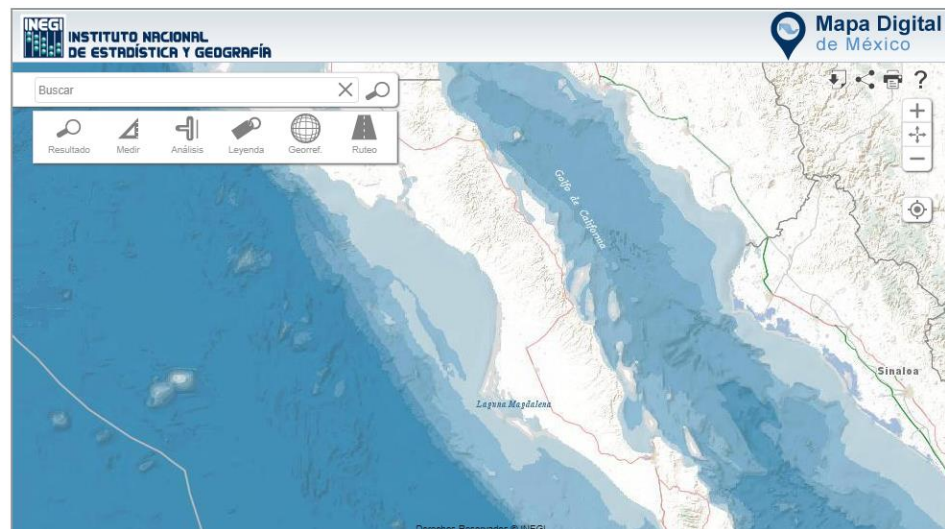 INEGI
INSTITUTO NACIONAL
DE ESTADÍSTICA Y GEOGRAFÍA
Mapa Digital
de México
Buscar
Resultado
Medir
Análisis
Leyenda
Georref.
Ruteo
?
Golfo de California
Sinaloa
Laguna Magdalena
Derechos Reservados © INEGI